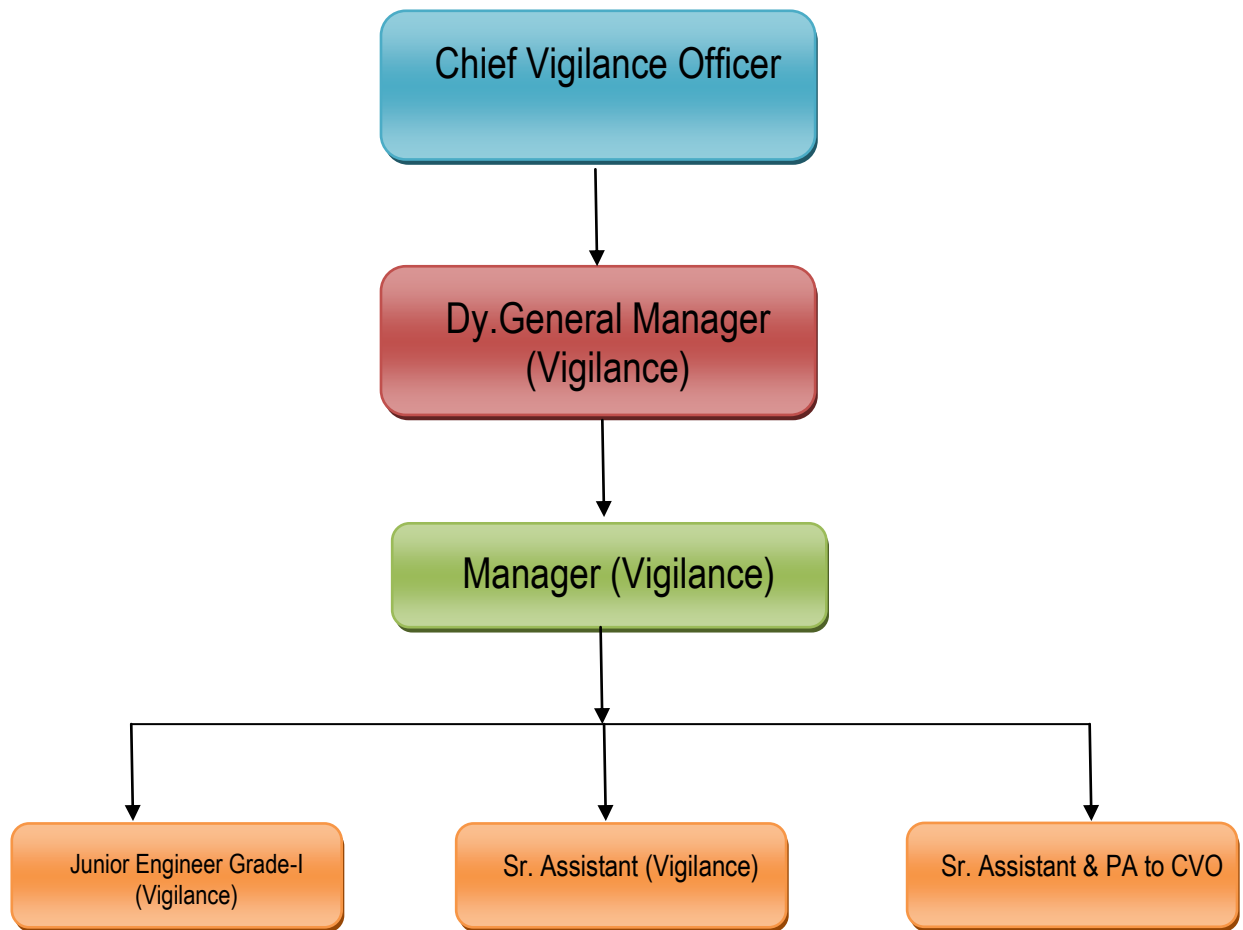 Chief Vigilance Officer
Dy.General Manager
(Vigilance)
Manager (Vigilance)
Junior Engineer Grade-I
(Vigilance)
Sr. Assistant (Vigilance)
Sr. Assistant & PA to CVO